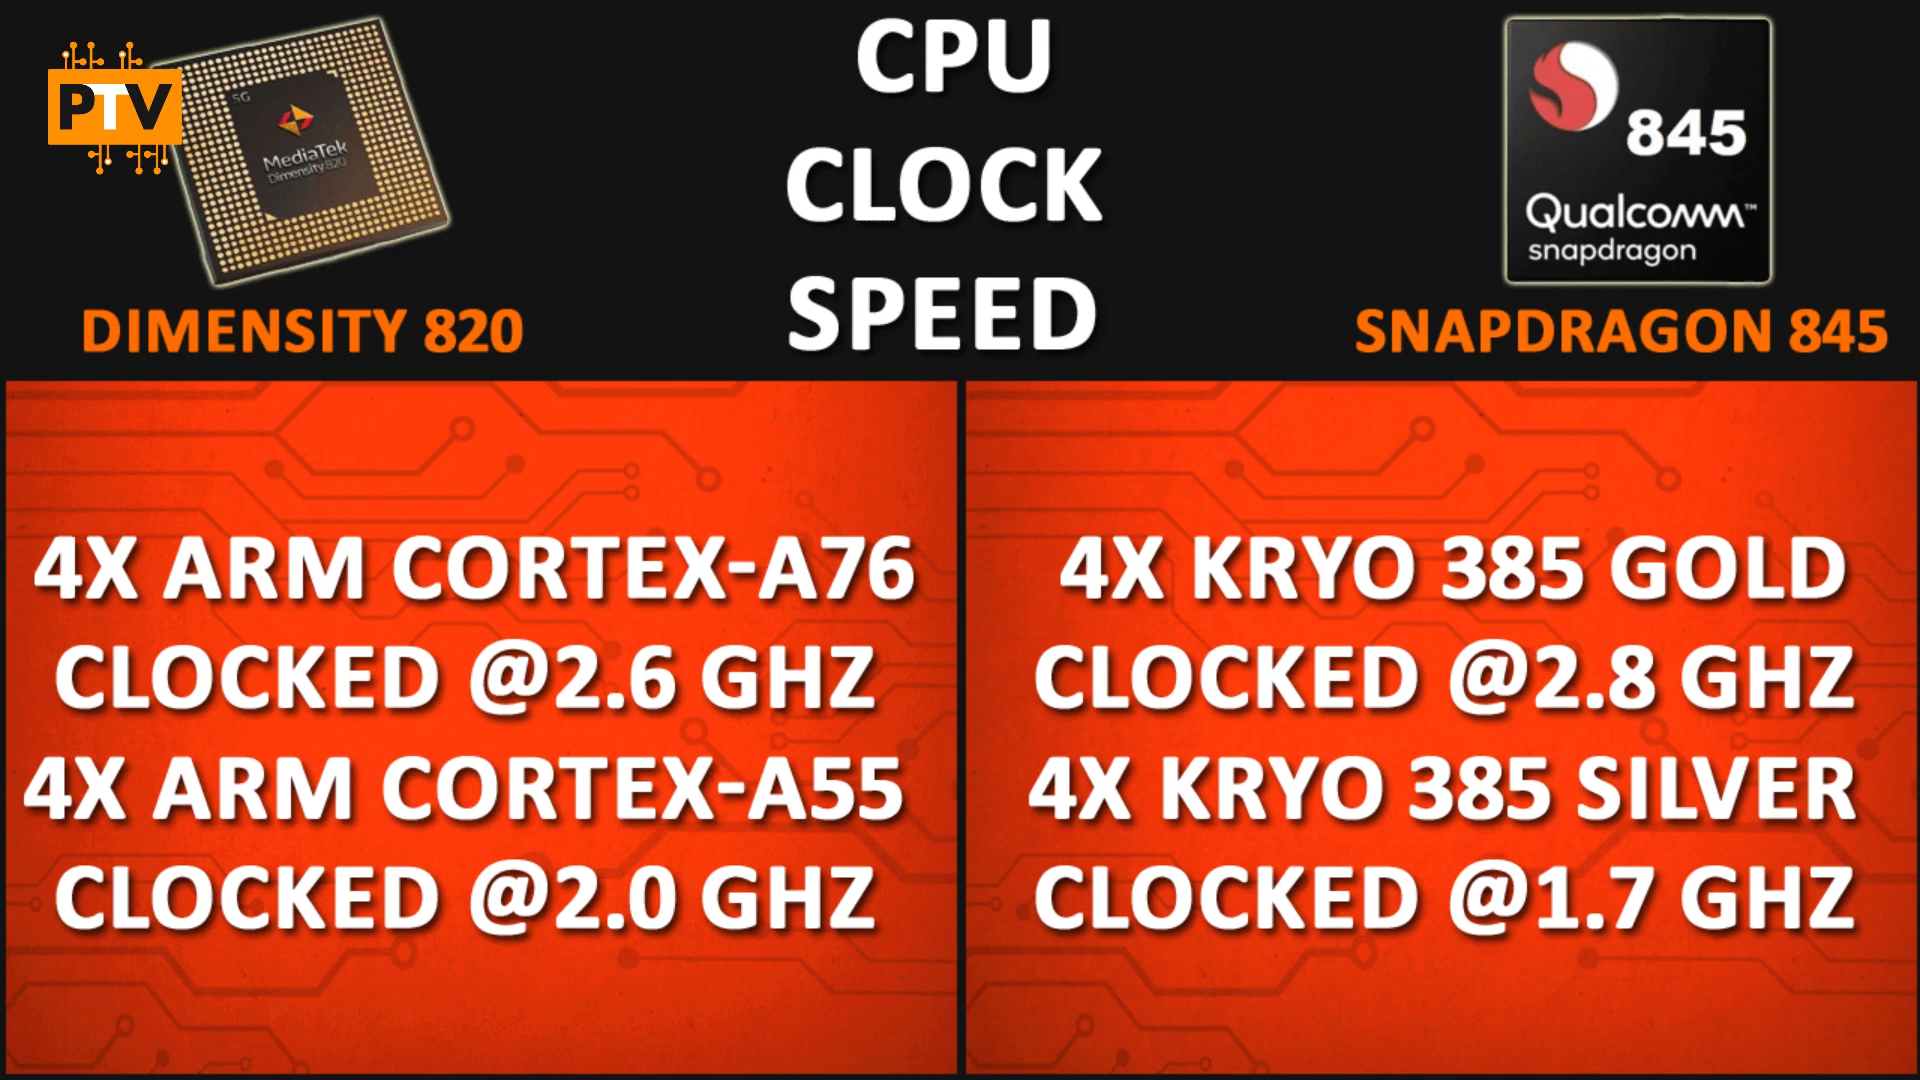 PTV
5G
MediaTek
Dimensity 820
DIMENSITY 820
CPU
CLOCK
SPEED
845
Qualcomm™
snapdragon
SNAPDRAGON 845
4X ARM CORTEX-A76
CLOCKED @2.6 GHZ
4X ARM CORTEX-A55
CLOCKED @2.0 GHZ
4X KRYO 385 GOLD
CLOCKED @2.8 GHZ
4X KRYO 385 SILVER
CLOCKED @1.7 GHZ